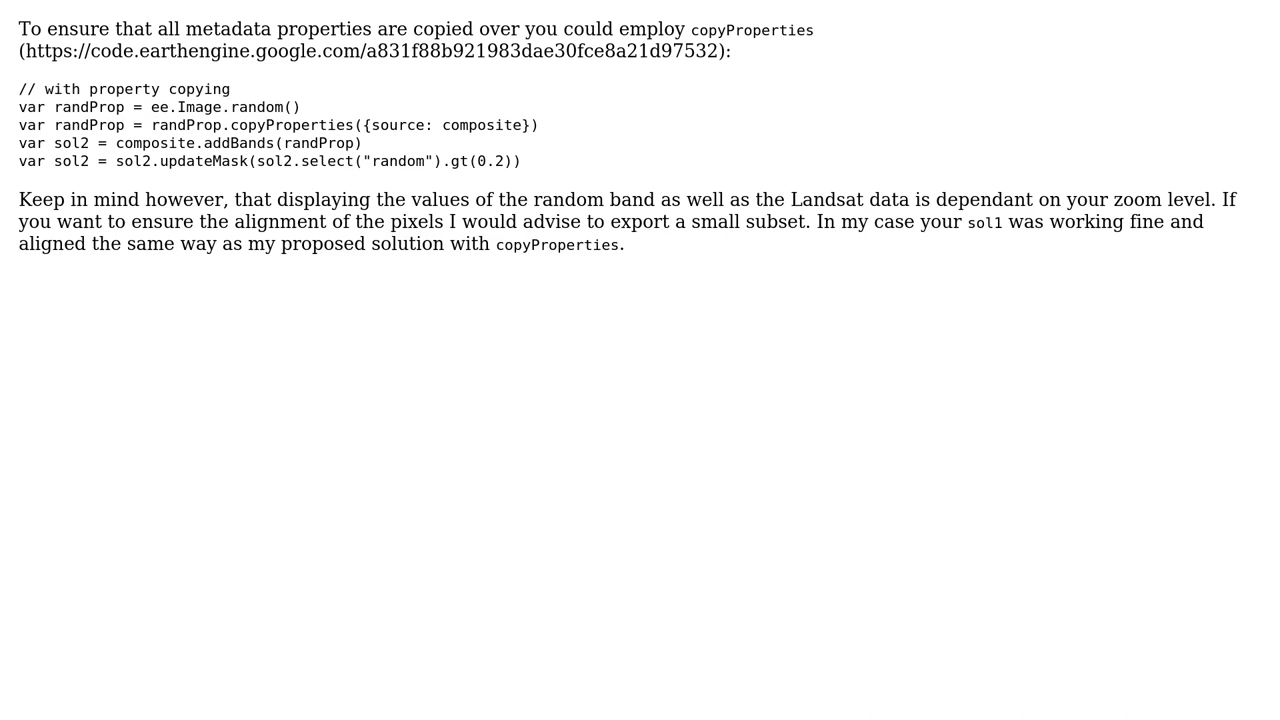 To ensure that all metadata properties are copied over you could employ copyProperties
(https://code.earthengine.google.com/a831f88b921983dae30fce8a21d97532):
// with property copying
var randProp = ee.Image.random()
var randProp = randProp.copyProperties({source: composite})
var sol2 = composite.addBands(randProp)
var sol2 = sol2.updateMask(sol2.select("random").gt(0.2))
Keep in mind however, that displaying the values of the random band as well as the Landsat data is dependant on your zoom level. If
you want to ensure the alignment of the pixels I would advise to export a small subset. In my case your sol1 was working fine and
aligned the same way as my proposed solution with copyProperties.